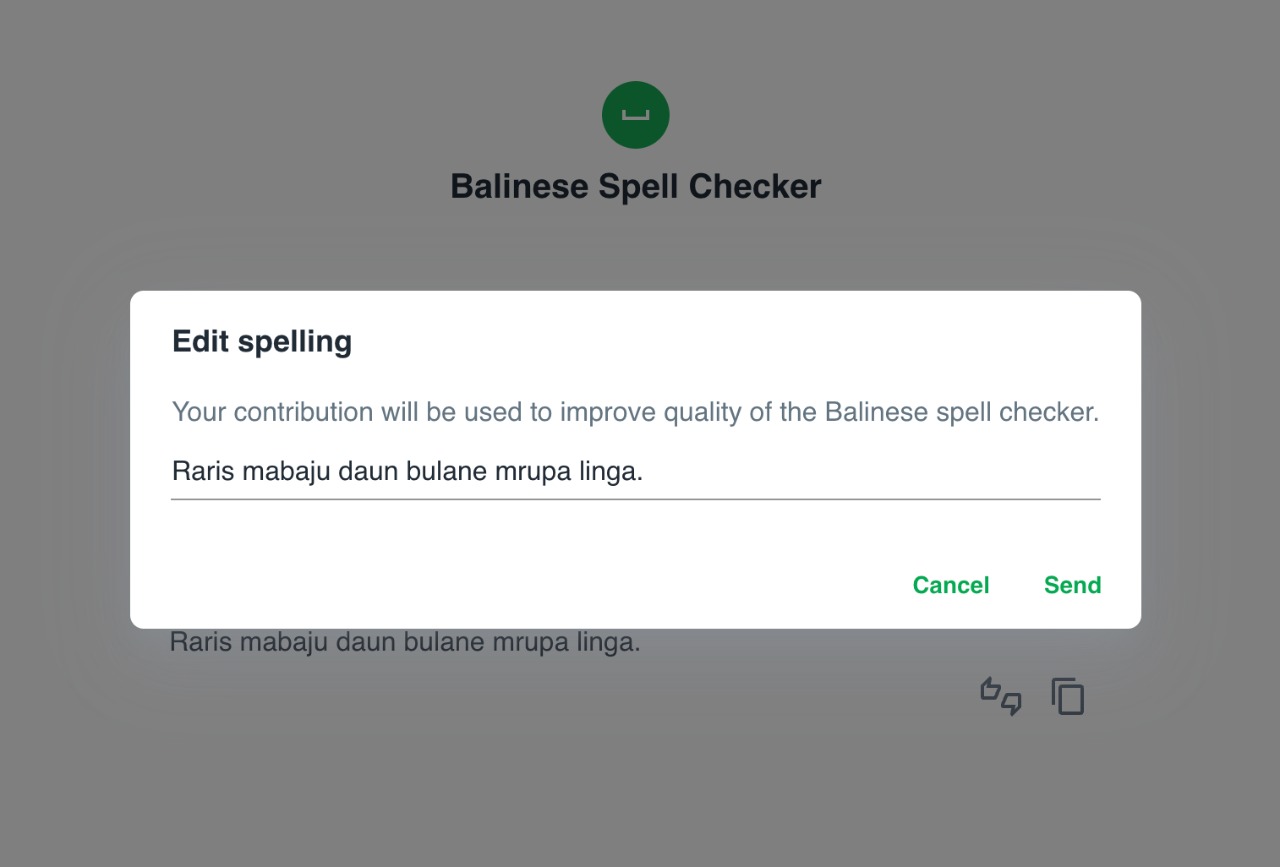 Balinese Spell Checker
Edit spelling
Your contribution will be used to improve quality of the Balinese spell checker.
Raris mabaju daun bulane mrupa linga.
Cancel Send
Raris mabaju daun bulane mrupa linga.